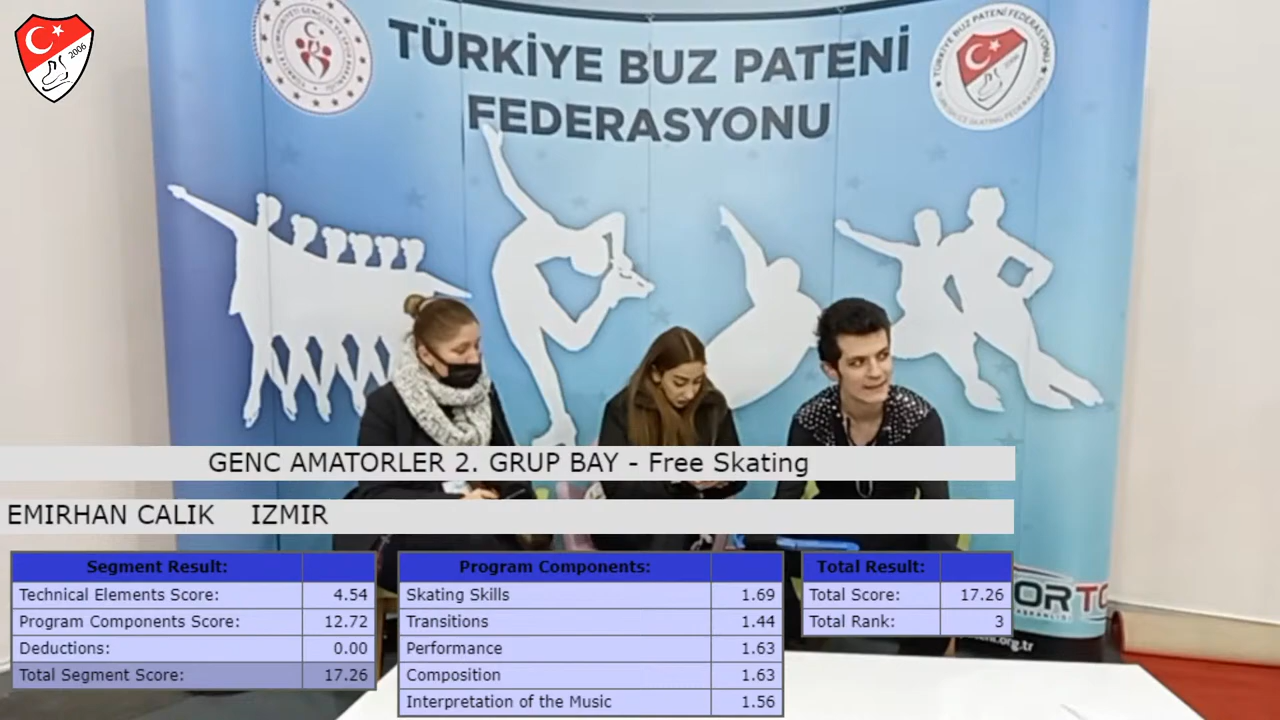 2006
TÜRKİYE BUZ PATENİ
FEDERASYONU
GENC AMATORLER 2. GRUP BAY - Free Skating
EMIRHAN CALIK IZMIR
Segment Result:
Technical Elements Score: 4.54
Program Components Score: 12.72
Deductions: 0.00
Total Segment Score: 17.26
Program Components:
Skating Skills 1.69
Transitions 1.44
Performance 1.63
Composition 1.63
Interpretation of the Music 1.56
Total Result:
Total Score: 17.26
Total Rank: 3